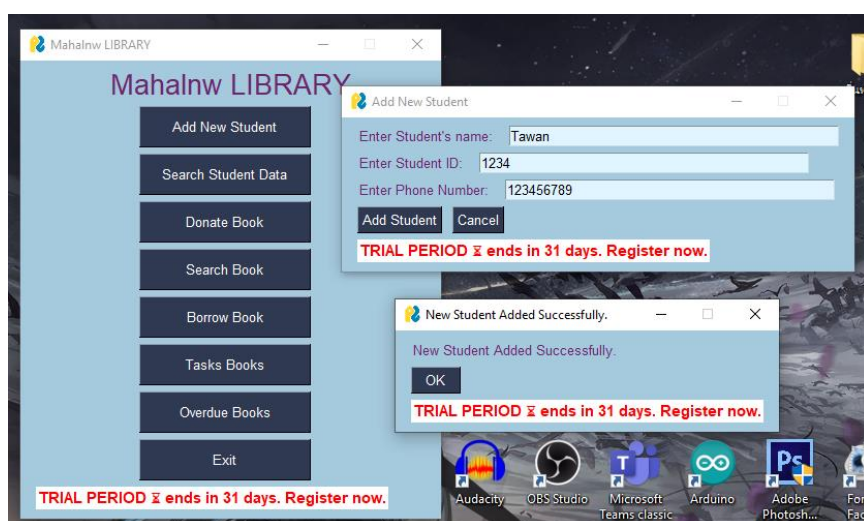 Mahalnw LIBRARY
Mahalnw LIBRARY
Add New Student
Search Student Data
Donate Book
Search Book
Borrow Book
Tasks Books
Overdue Books
Exit
TRIAL PERIOD ⌛ ends in 31 days. Register now.
Add New Student
Enter Student's name: Tawan
Enter Student ID: 1234
Enter Phone Number: 123456789
Add Student Cancel
TRIAL PERIOD ⌛ ends in 31 days. Register now.
New Student Added Successfully.
New Student Added Successfully.
OK
TRIAL PERIOD ⌛ ends in 31 days. Register now.
Audacity
OBS Studio
Microsoft
Teams classic
Arduino
Adobe
Photosh...